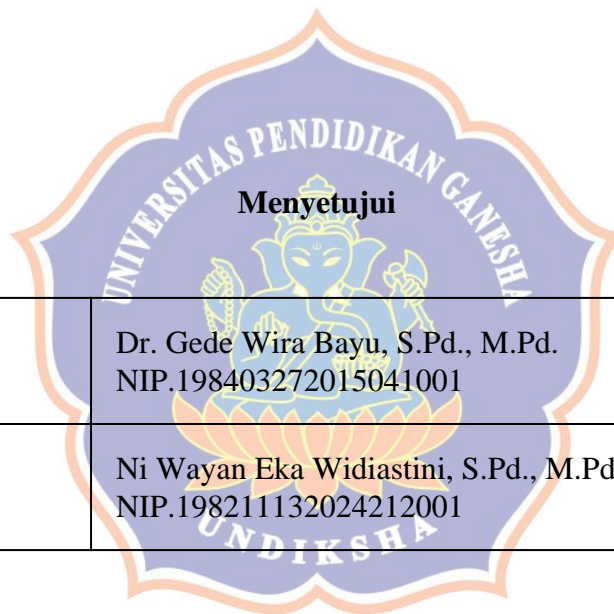 UNIVERSITAS PENDIDIKAN GANESHA
Menyetujui
Dr. Gede Wira Bayu, S.Pd., M.Pd.
NIP.198403272015041001
Ni Wayan Eka Widiastini, S.Pd., M.Pd
NIP.198211132024212001
UNDIKSHA